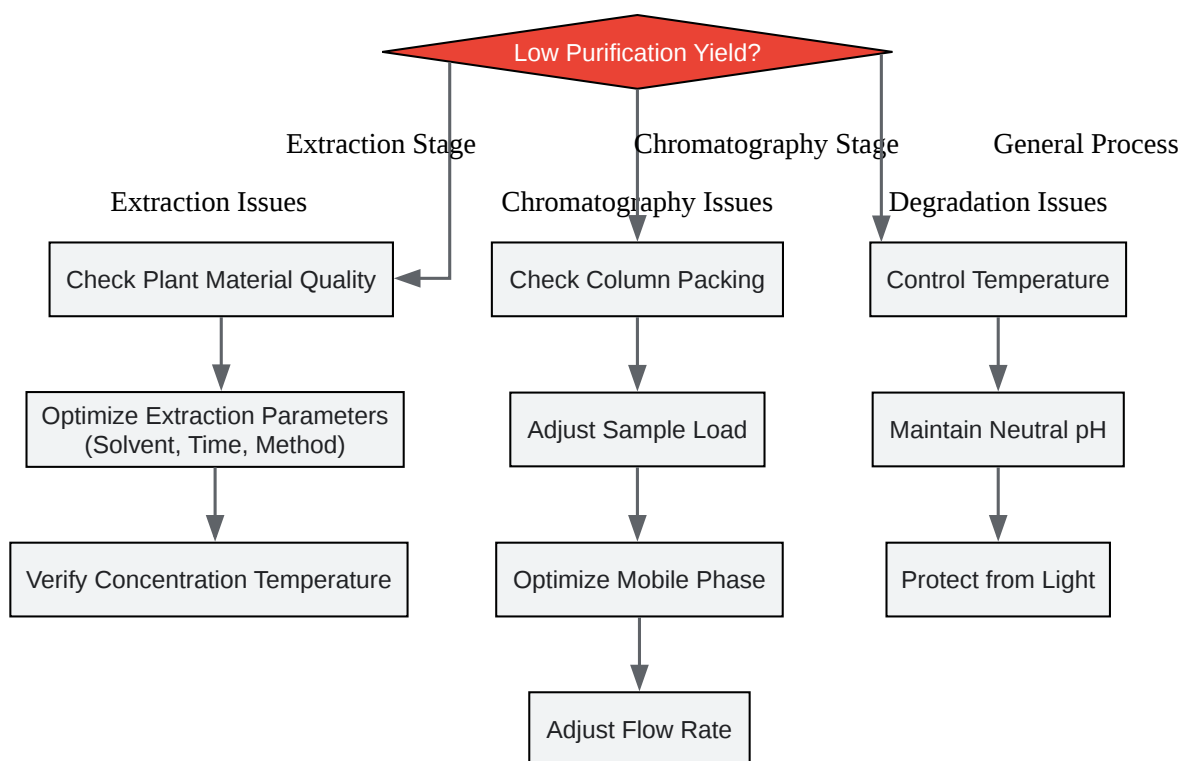 Low Purification Yield?
Extraction Stage
Chromatography Stage
General Process
Extraction Issues
Chromatography Issues
Degradation Issues
Check Plant Material Quality
Check Column Packing
Control Temperature
Optimize Extraction Parameters
(Solvent, Time, Method)
Adjust Sample Load
Maintain Neutral pH
Verify Concentration Temperature
Optimize Mobile Phase
Protect from Light
Adjust Flow Rate